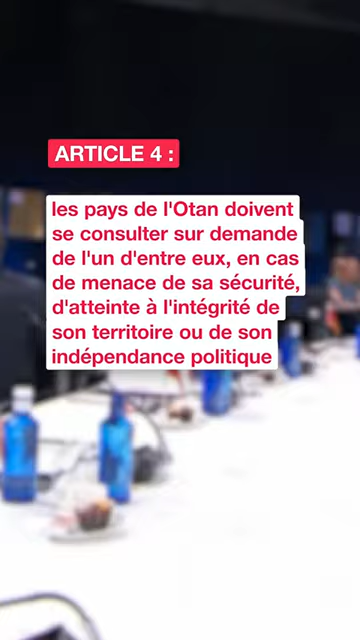 ARTICLE 4 :
les pays de l'Otan doivent
se consulter sur demande
de l'un d'entre eux, en cas
de menace de sa sécurité,
d'atteinte à l'intégrité de
son territoire ou de son
indépendance politique